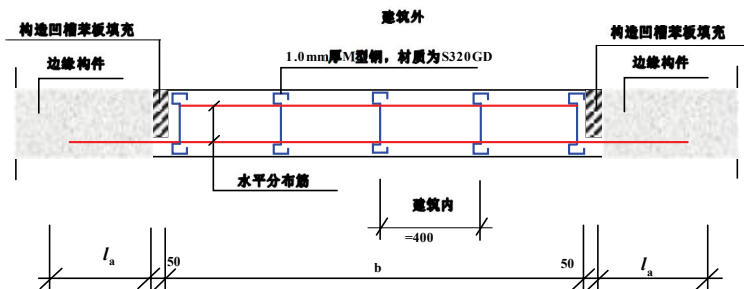 建筑外
构造凹槽苯板填充
构造凹槽苯板填充
1.0mm厚M型钢，材质为S320GD
边缘构件
边缘构件
水平分布筋
建筑内
=400
la
50
b
50
la